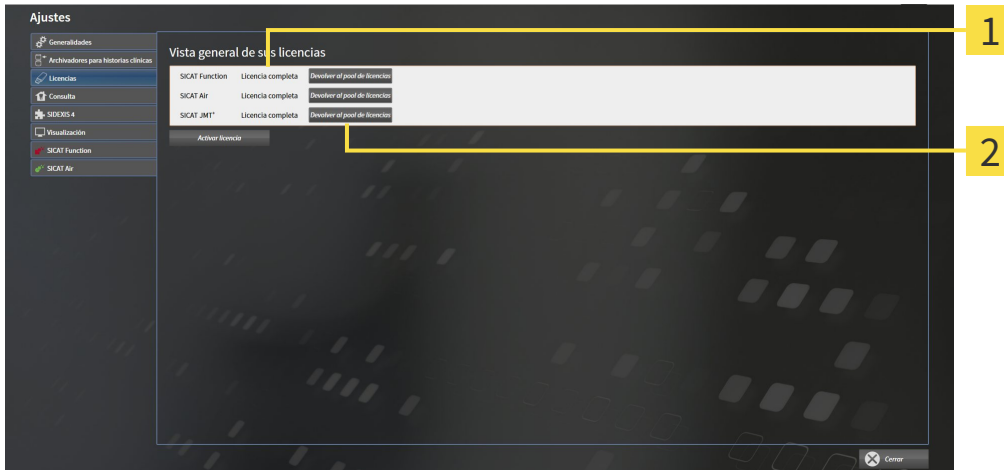 Ajustes
Generalidades
Archivadores para historias clínicas
Licencias
Consulta
SIDEXIS 4
Visualización
SICAT Function
SICAT Air
Vista general de sus licencias
SICAT Function Licencia completa Devolver al pool de licencias
SICAT Air Licencia completa Devolver al pool de licencias
SICAT JMT+ Licencia completa Devolver al pool de licencias
Activar licencia
Cerrar
1
2